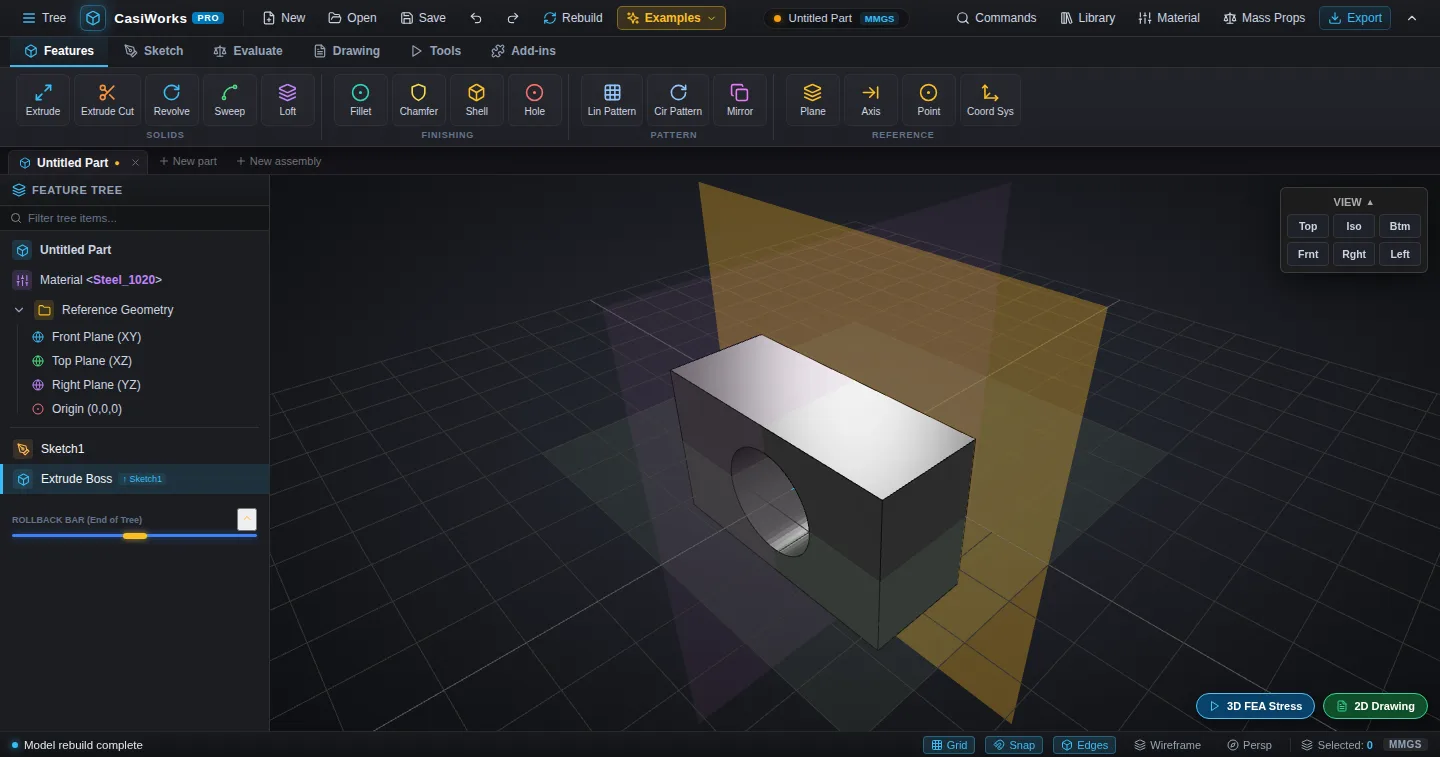 Tree CasiWorks PRO New Open Save Rebuild Examples Untitled Part MMGS Commands Library Material Mass Props Export
Features Sketch Evaluate Drawing Tools Add-ins
Extrude Extrude Cut Revolve Sweep Loft Fillet Chamfer Shell Hole Lin Pattern Cir Pattern Mirror Plane Axis Point Coord Sys
SOLIDS FINISHING PATTERN REFERENCE
Untitled Part New part New assembly
FEATURE TREE
Filter tree items...
Untitled Part
Material <Steel_1020>
Reference Geometry
Front Plane (XY)
Top Plane (XZ)
Right Plane (YZ)
Origin (0,0,0)
Sketch1
Extrude Boss ↑ Sketch1
ROLLBACK BAR (End of Tree)
VIEW ▲
Top Iso Btm
Frnt Rght Left
3D FEA Stress 2D Drawing
Model rebuild complete Grid Snap Edges Wireframe Persp Selected: 0 MMGS